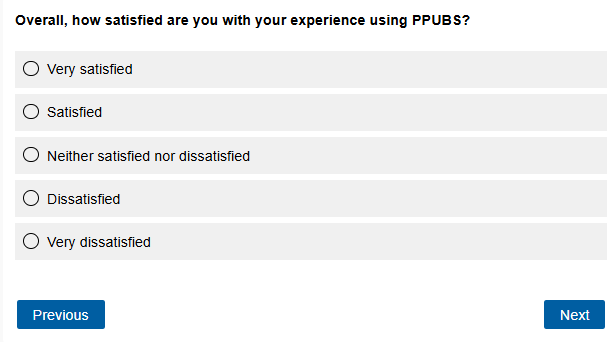 Overall, how satisfied are you with your experience using PPUBS?
Very satisfied
Satisfied
Neither satisfied nor dissatisfied
Dissatisfied
Very dissatisfied
Previous
Next